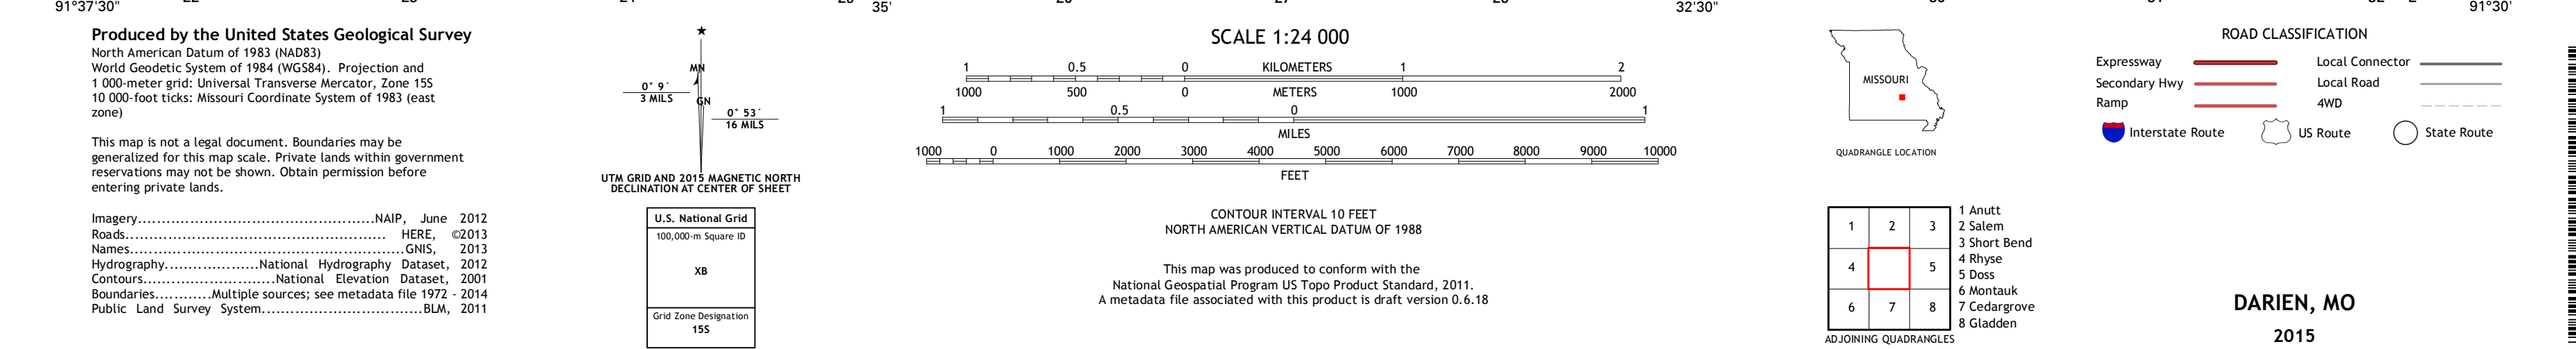 91°37'30"
35'
32'30"
91°30'
Produced by the United States Geological Survey
North American Datum of 1983 (NAD83)
World Geodetic System of 1984 (WGS84). Projection and
1 000-meter grid: Universal Transverse Mercator, Zone 15S
10 000-foot ticks: Missouri Coordinate System of 1983 (east
zone)
This map is not a legal document. Boundaries may be
generalized for this map scale. Private lands within government
reservations may not be shown. Obtain permission before
entering private lands.
Imagery..................................................NAIP, June 2012
Roads.................................................... HERE, ©2013
Names.........................................................GNIS, 2013
Hydrography....................National Hydrography Dataset, 2012
Contours............................National Elevation Dataset, 2001
Boundaries............Multiple sources; see metadata file 1972 - 2014
Public Land Survey System..................................BLM, 2011
★
MN
GN
0° 9´
3 MILS
0° 53´
16 MILS
UTM GRID AND 2015 MAGNETIC NORTH
DECLINATION AT CENTER OF SHEET
U.S. National Grid
100,000-m Square ID
XB
Grid Zone Designation
15S
SCALE 1:24 000
1 0.5 0 KILOMETERS 1 2
1000 500 0 METERS 1000 2000
1 0.5 0 1
MILES
1000 0 1000 2000 3000 4000 5000 6000 7000 8000 9000 10000
FEET
CONTOUR INTERVAL 10 FEET
NORTH AMERICAN VERTICAL DATUM OF 1988
This map was produced to conform with the
National Geospatial Program US Topo Product Standard, 2011.
A metadata file associated with this product is draft version 0.6.18
MISSOURI
QUADRANGLE LOCATION
1 2 3
4 5
6 7 8
1 Anutt
2 Salem
3 Short Bend
4 Rhyse
5 Doss
6 Montauk
7 Cedargrove
8 Gladden
ADJOINING QUADRANGLES
ROAD CLASSIFICATION
Expressway Local Connector
Secondary Hwy Local Road
Ramp 4WD
Interstate Route US Route State Route
DARIEN, MO
2015